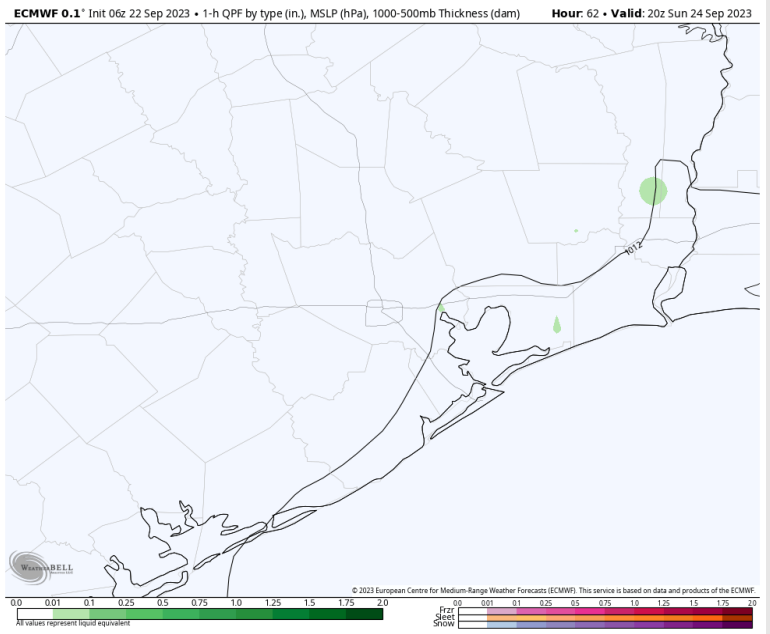 ECMWF 0.1° Init 06z 22 Sep 2023 • 1-h QPF by type (in.), MSLP (hPa), 1000-500mb Thickness (dam) Hour: 62 • Valid: 20z Sun 24 Sep 2023
1012
WEATHERBELL
© 2023 European Centre for Medium-Range Weather Forecasts (ECMWF). This service is based on data and products of the ECMWF.
0.0 0.01 0.1 0.25 0.5 0.75 1.0 1.25 1.5 1.75 2.0
All values represent liquid equivalent
0.0 0.01 0.1 0.25 0.5 0.75 1.0 1.25 1.5 1.75 2.0
Frz
Sleet
Snow